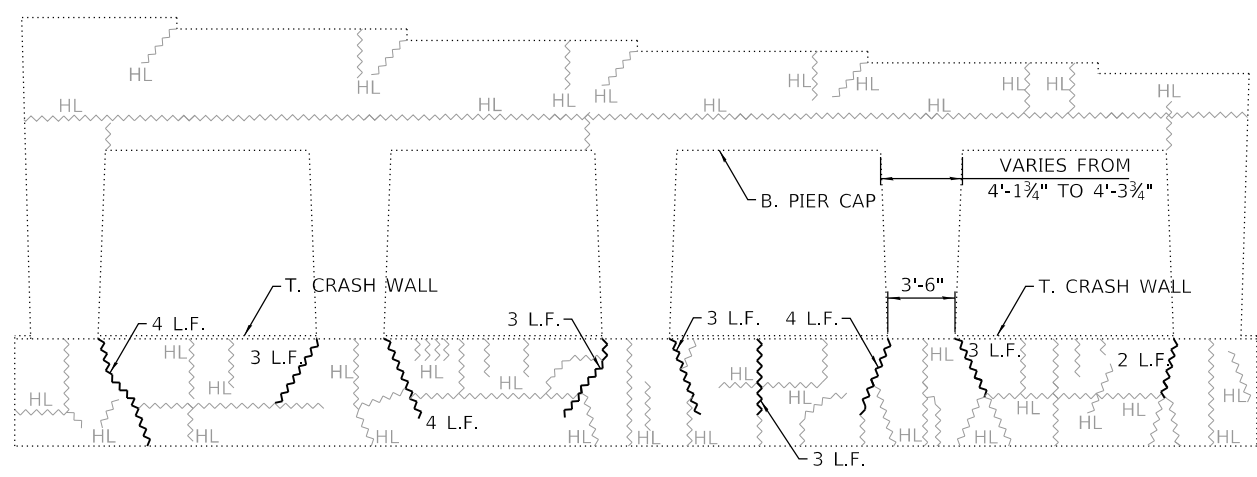 HL
HL
HL
HL
HL
HL
HL
HL
HL
HL
HL
HL
HL
HL
VARIES FROM
4'-1¾" TO 4'-3¾"
B. PIER CAP
T. CRASH WALL
3'-6"
T. CRASH WALL
4 L.F.
3 L.F.
3 L.F.
4 L.F.
HL
3 L.F.
HL
HL
HL
HL
HL
HL
3 L.F.
2 L.F.
HL
HL
HL
4 L.F.
HL
HL
HL
HL
HL
HL
HL
HL
HL
HL
3 L.F.